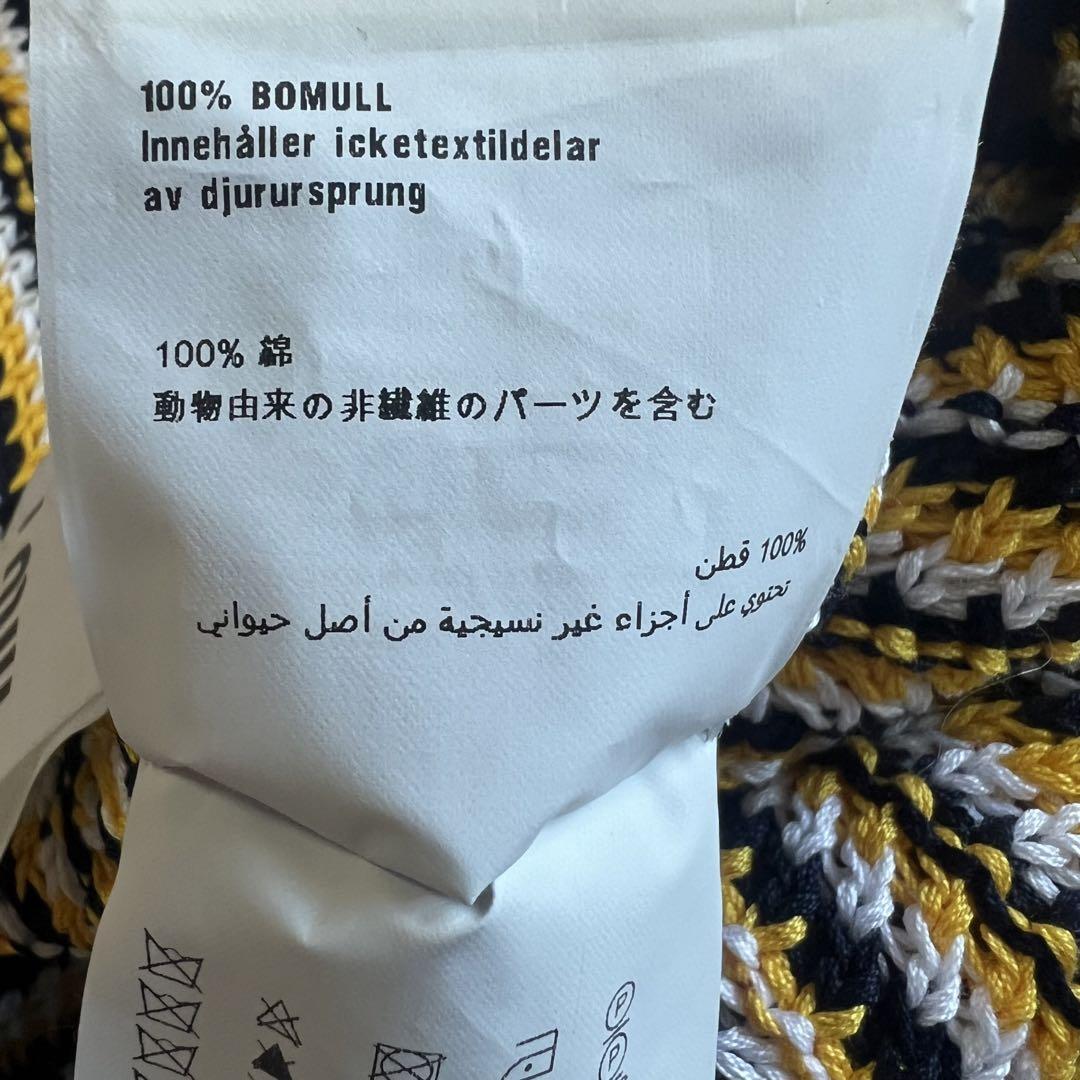 100% BOMULL
Innehåller icketextildelar
av djurursprung
100% 綿
動物由来の非繊維のパーツを含む
100% قطن
تحتوي على أجزاء غير نسيجية من أصل حيواني
P
P